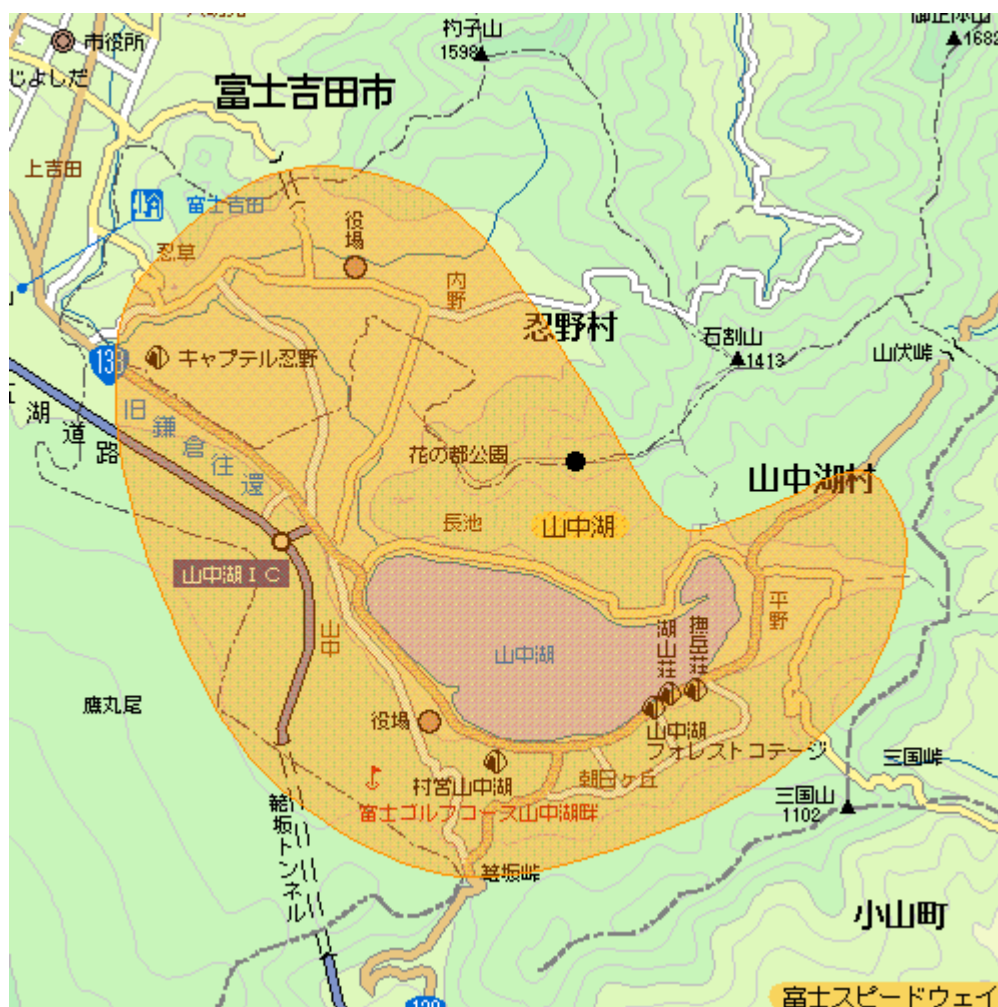 杓子山
1598
御正体山
1682
市役所
じよしだ
富士吉田市
上吉田
富士吉田
役場
忍草
内野
忍野村
石割山
1413
山伏峠
138
キャプテル忍野
旧鎌倉往還
湖道路
花の都公園
山中湖村
長池
山中湖
山中湖IC
平野
撫岳荘
湖山荘
山中
山中湖
鷹丸尾
役場
山中湖
フォレストコテージ
三国峠
村営山中湖
朝日ヶ丘
三国山
1102
富士ゴルフコース山中湖畔
籠坂トンネル
籠坂峠
小山町
富士スピードウェイ